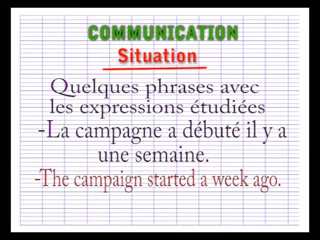 COMMUNICATION
Situation
Quelques phrases avec
les expressions étudiées
-La campagne a débuté il y a
une semaine.
-The campaign started a week ago.